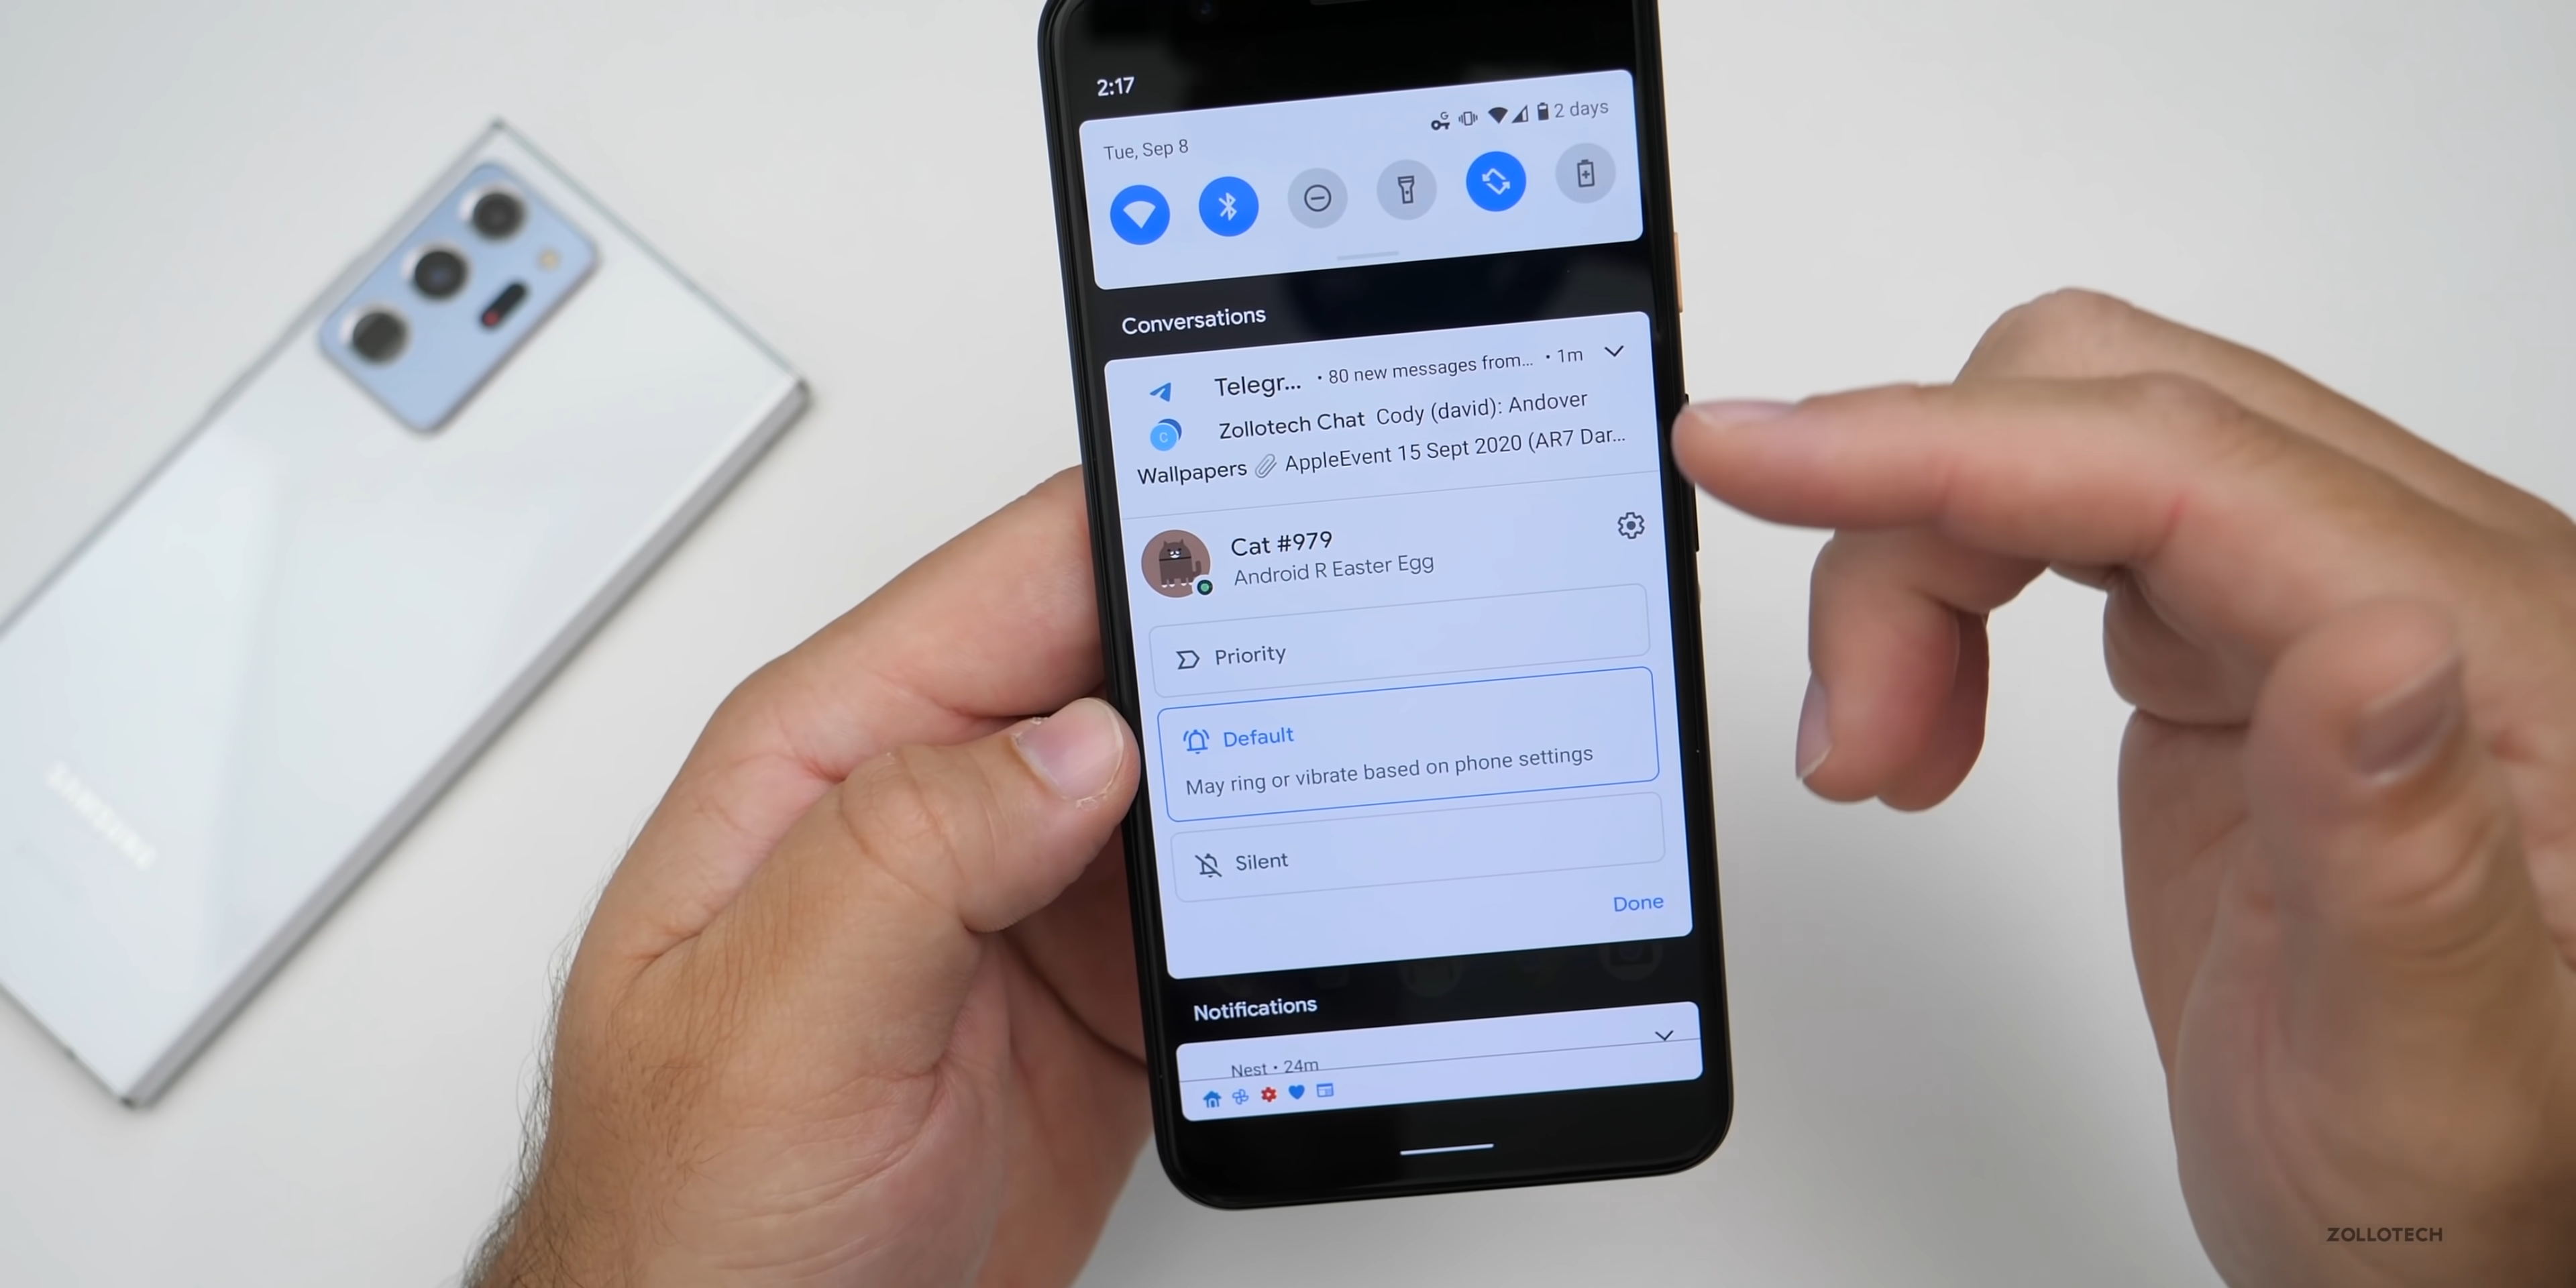 2:17
Tue, Sep 8
2 days
Conversations
Telegr... • 80 new messages from... • 1m
C
Zollotech Chat Cody (david): Andover
Wallpapers AppleEvent 15 Sept 2020 (AR7 Dar...
Cat #979
Android R Easter Egg
Priority
Default
May ring or vibrate based on phone settings
Silent
Done
Notifications
Nest • 24m
SAMSUNG
ZOLLOTECH